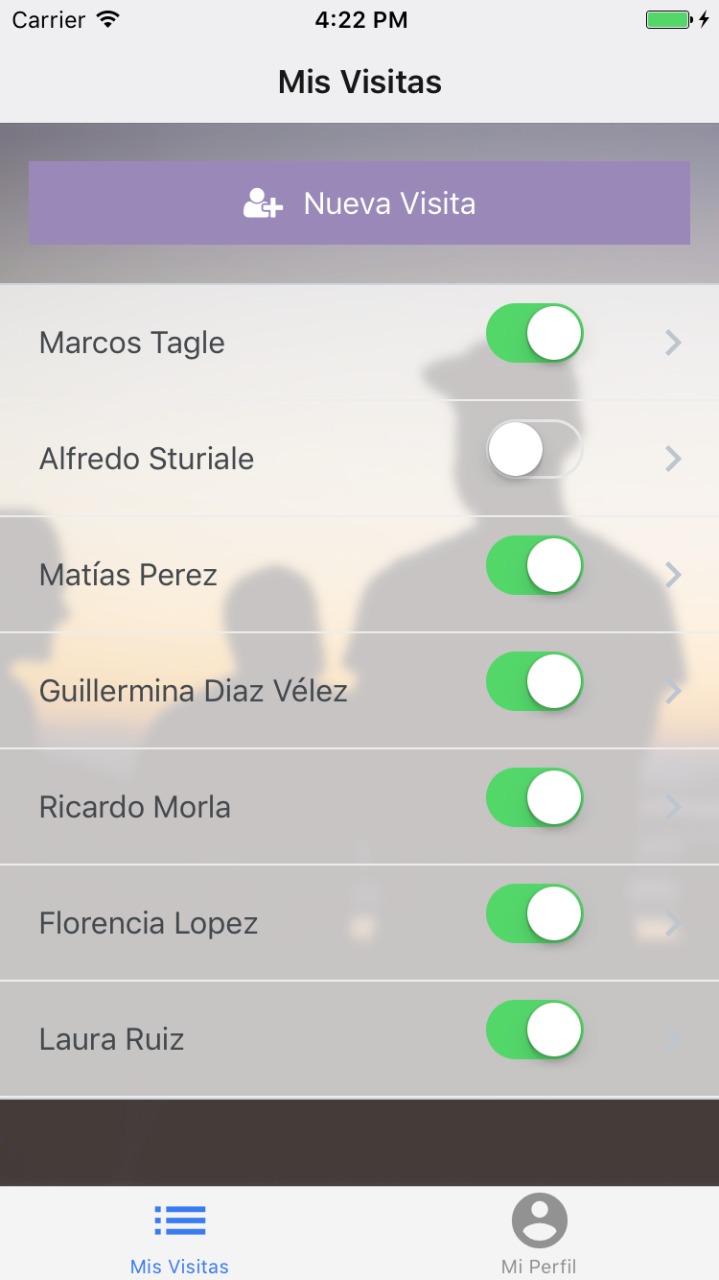 Carrier 4:22 PM
Mis Visitas
Nueva Visita
Marcos Tagle
Alfredo Sturiale
Matías Perez
Guillermina Diaz Vélez
Ricardo Morla
Florencia Lopez
Laura Ruiz
Mis Visitas Mi Perfil